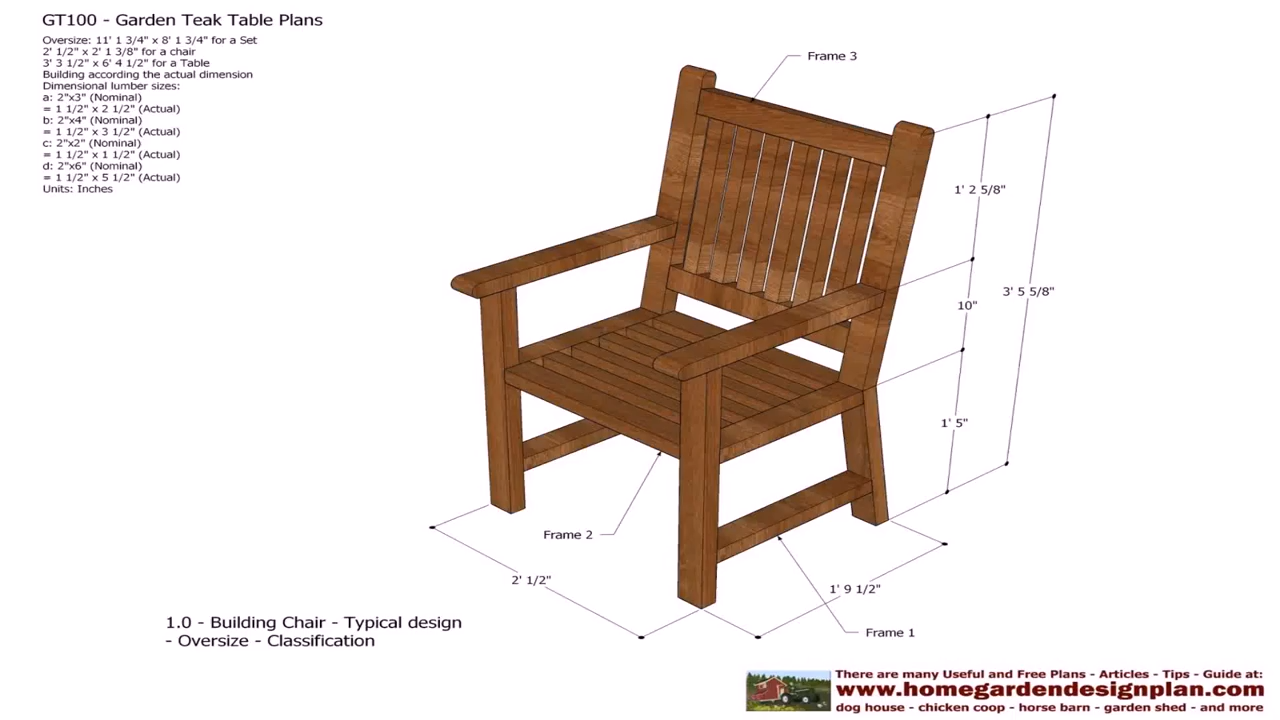 GT100 - Garden Teak Table Plans
Oversize: 11' 1 3/4" x 8' 1 3/4" for a Set
2' 1/2" x 2' 1 3/8" for a chair
3' 3 1/2" x 6' 4 1/2" for a Table
Building according the actual dimension
Dimensional lumber sizes:
a: 2"x3" (Nominal)
= 1 1/2" x 2 1/2" (Actual)
b: 2"x4" (Nominal)
= 1 1/2" x 3 1/2" (Actual)
c: 2"x2" (Nominal)
= 1 1/2" x 1 1/2" (Actual)
d: 2"x6" (Nominal)
= 1 1/2" x 5 1/2" (Actual)
Units: Inches
Frame 3
1' 2 5/8"
3' 5 5/8"
10"
1' 5"
Frame 2
2' 1/2"
1' 9 1/2"
Frame 1
1.0 - Building Chair - Typical design
- Oversize - Classification
There are many Useful and Free Plans - Articles - Tips - Guide at:
www.homegardendesignplan.com
dog house - chicken coop - horse barn - garden shed - and more